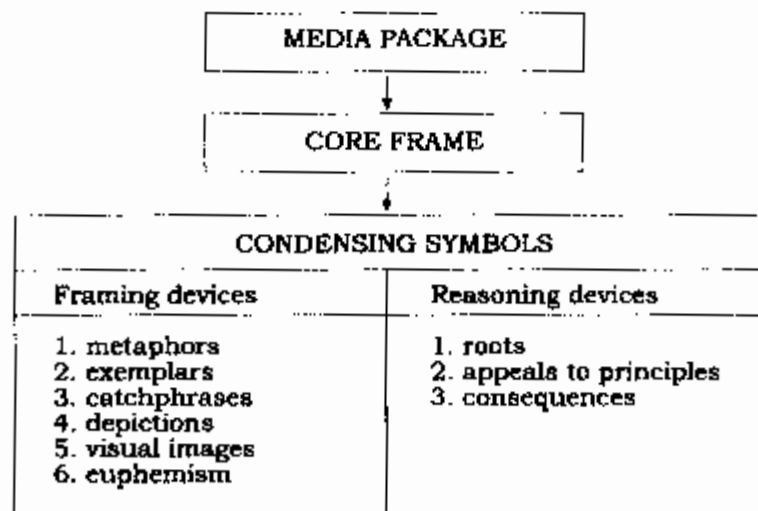 MEDIA PACKAGE
CORE FRAME
CONDENSING SYMBOLS
Framing devices
Reasoning devices
1. metaphors
2. exemplars
3. catchphrases
4. depictions
5. visual images
6. euphemism
1. roots
2. appeals to principles
3. consequences